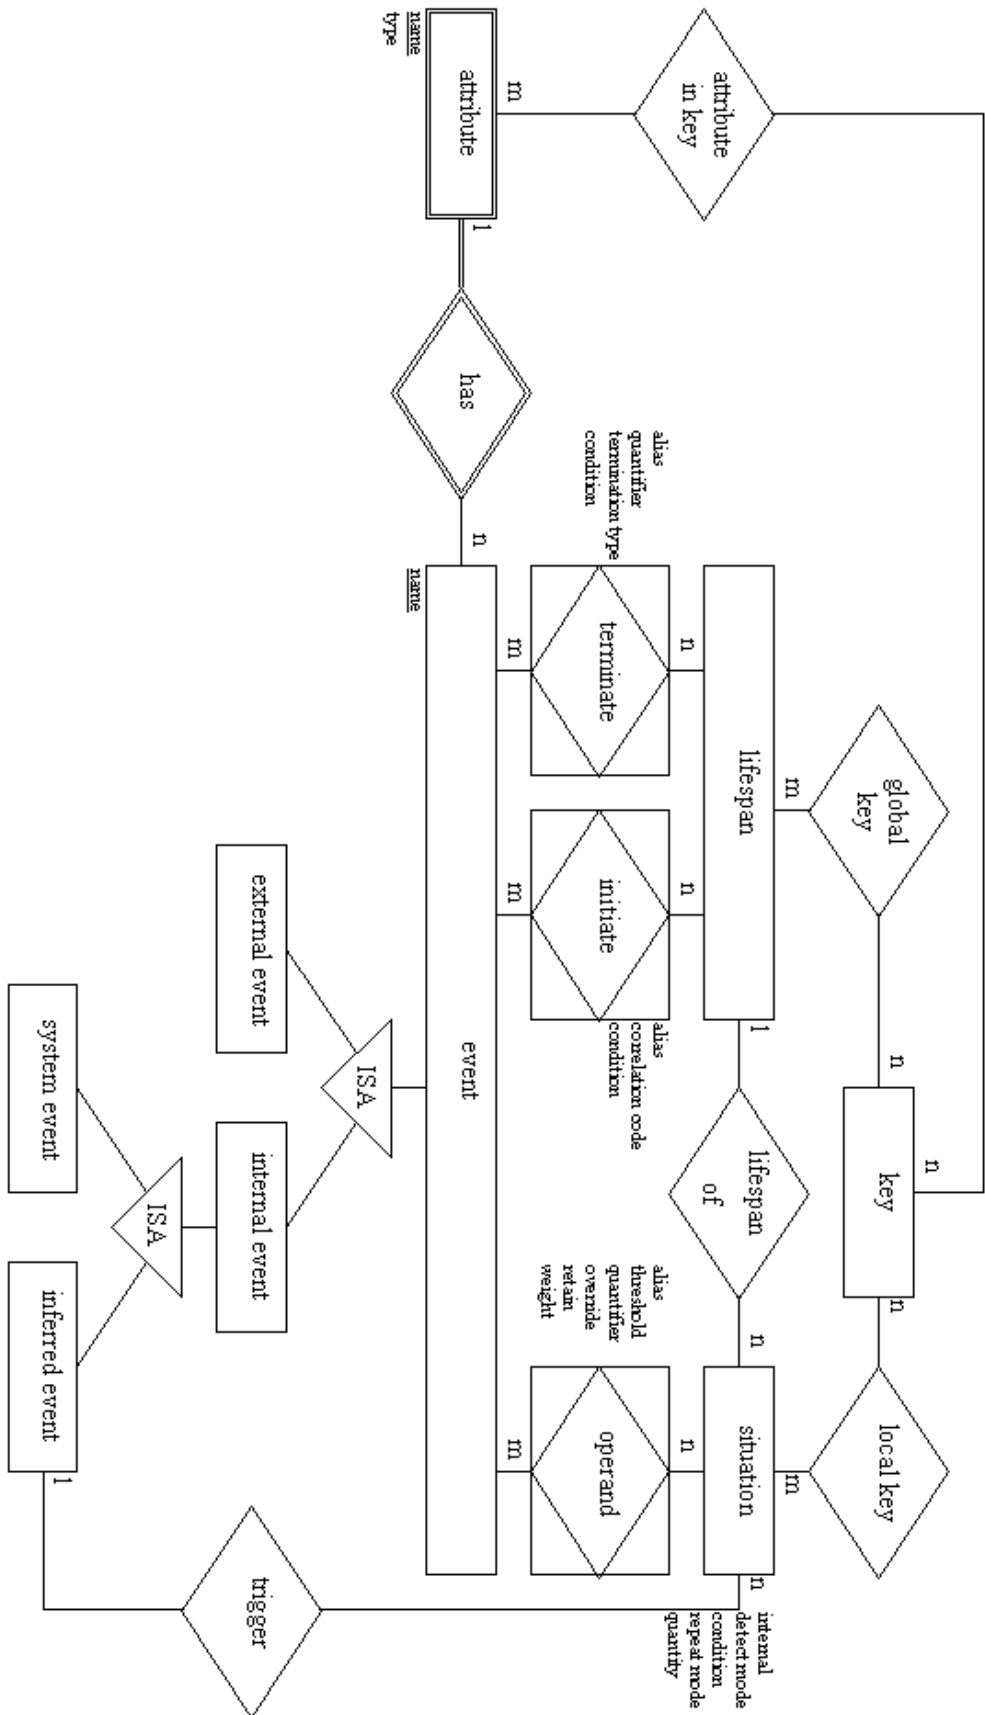 n
global
key
n
key
n
local key
m
m
attribute
in key
lifespan
1
lifespan
of
n
situation
n
internal
detect mode
condition
repeat mode
quantity
n
n
n
alias
quantifier
termination type
condition
terminate
initiate
alias
correlation code
condition
alias
threshold
quantifier
override
retain
weight
operand
m
m
m
m
attribute
1
has
n
event
name
type
name
ISA
external event
internal event
trigger
ISA
system event
inferred event
1